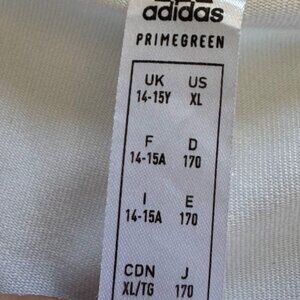 adidas
PRIMEGREEN
UK US
14-15Y XL
F D
14-15A 170
I E
14-15A 170
CDN J
XL/TG 170